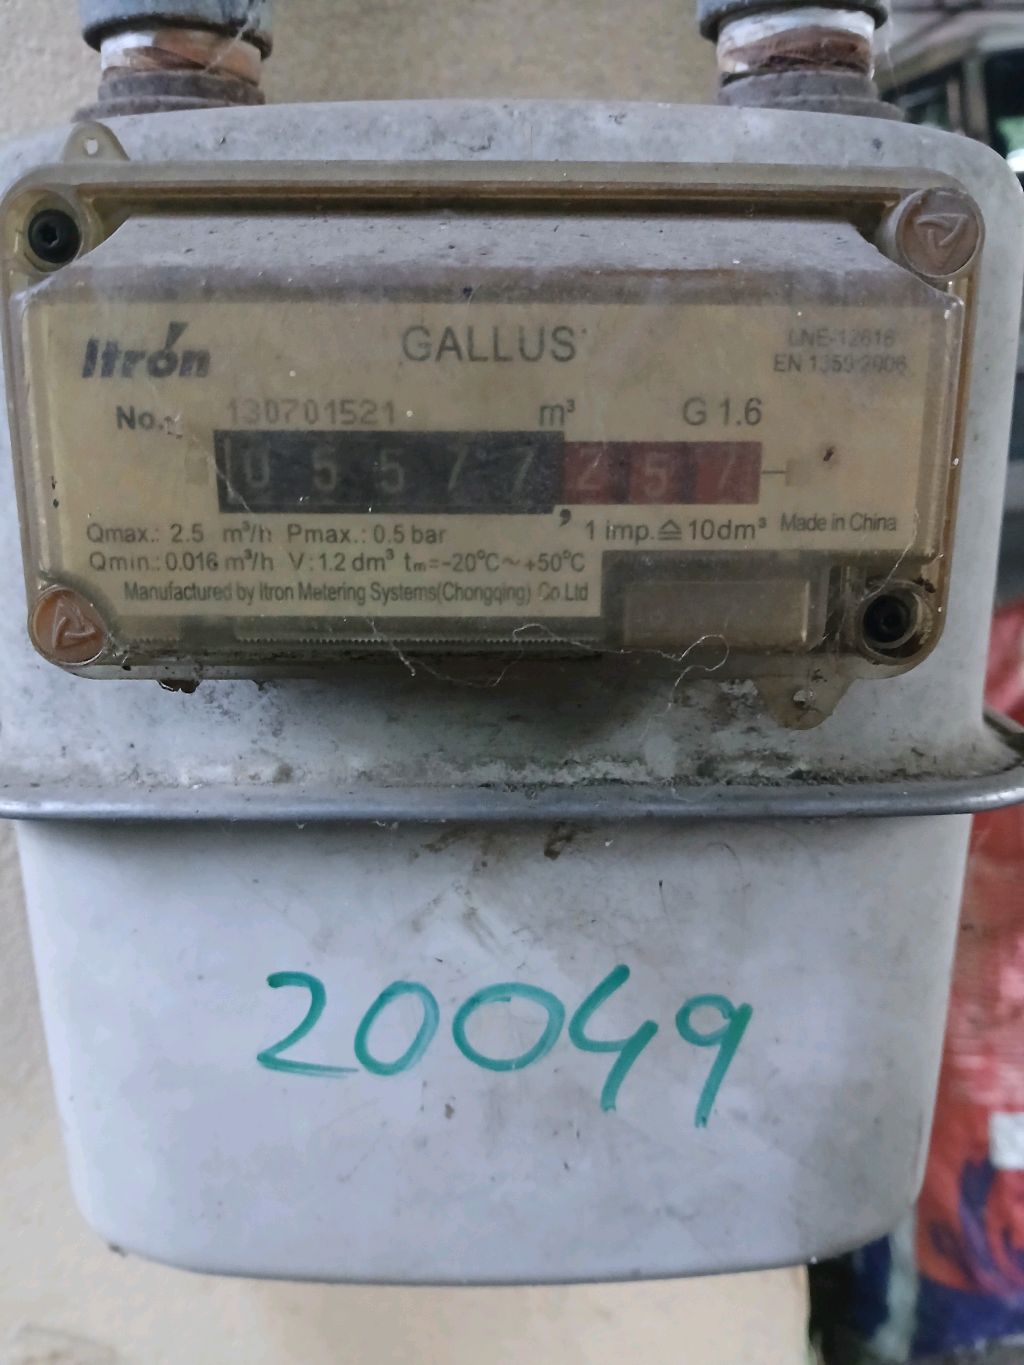 Itron
GALLUS
LNE-12618
EN 1359:2006
No.: 130701521 m³ G 1.6
0 5 5 7 7 , 2 5 7
Qmax.: 2.5 m³/h Pmax.: 0.5 bar
1 imp.≙10dm³
Made in China
Qmin.: 0.016 m³/h V: 1.2 dm³ tm=-20°C~+50°C
Manufactured by Itron Metering Systems(Chongqing) Co.Ltd
20049